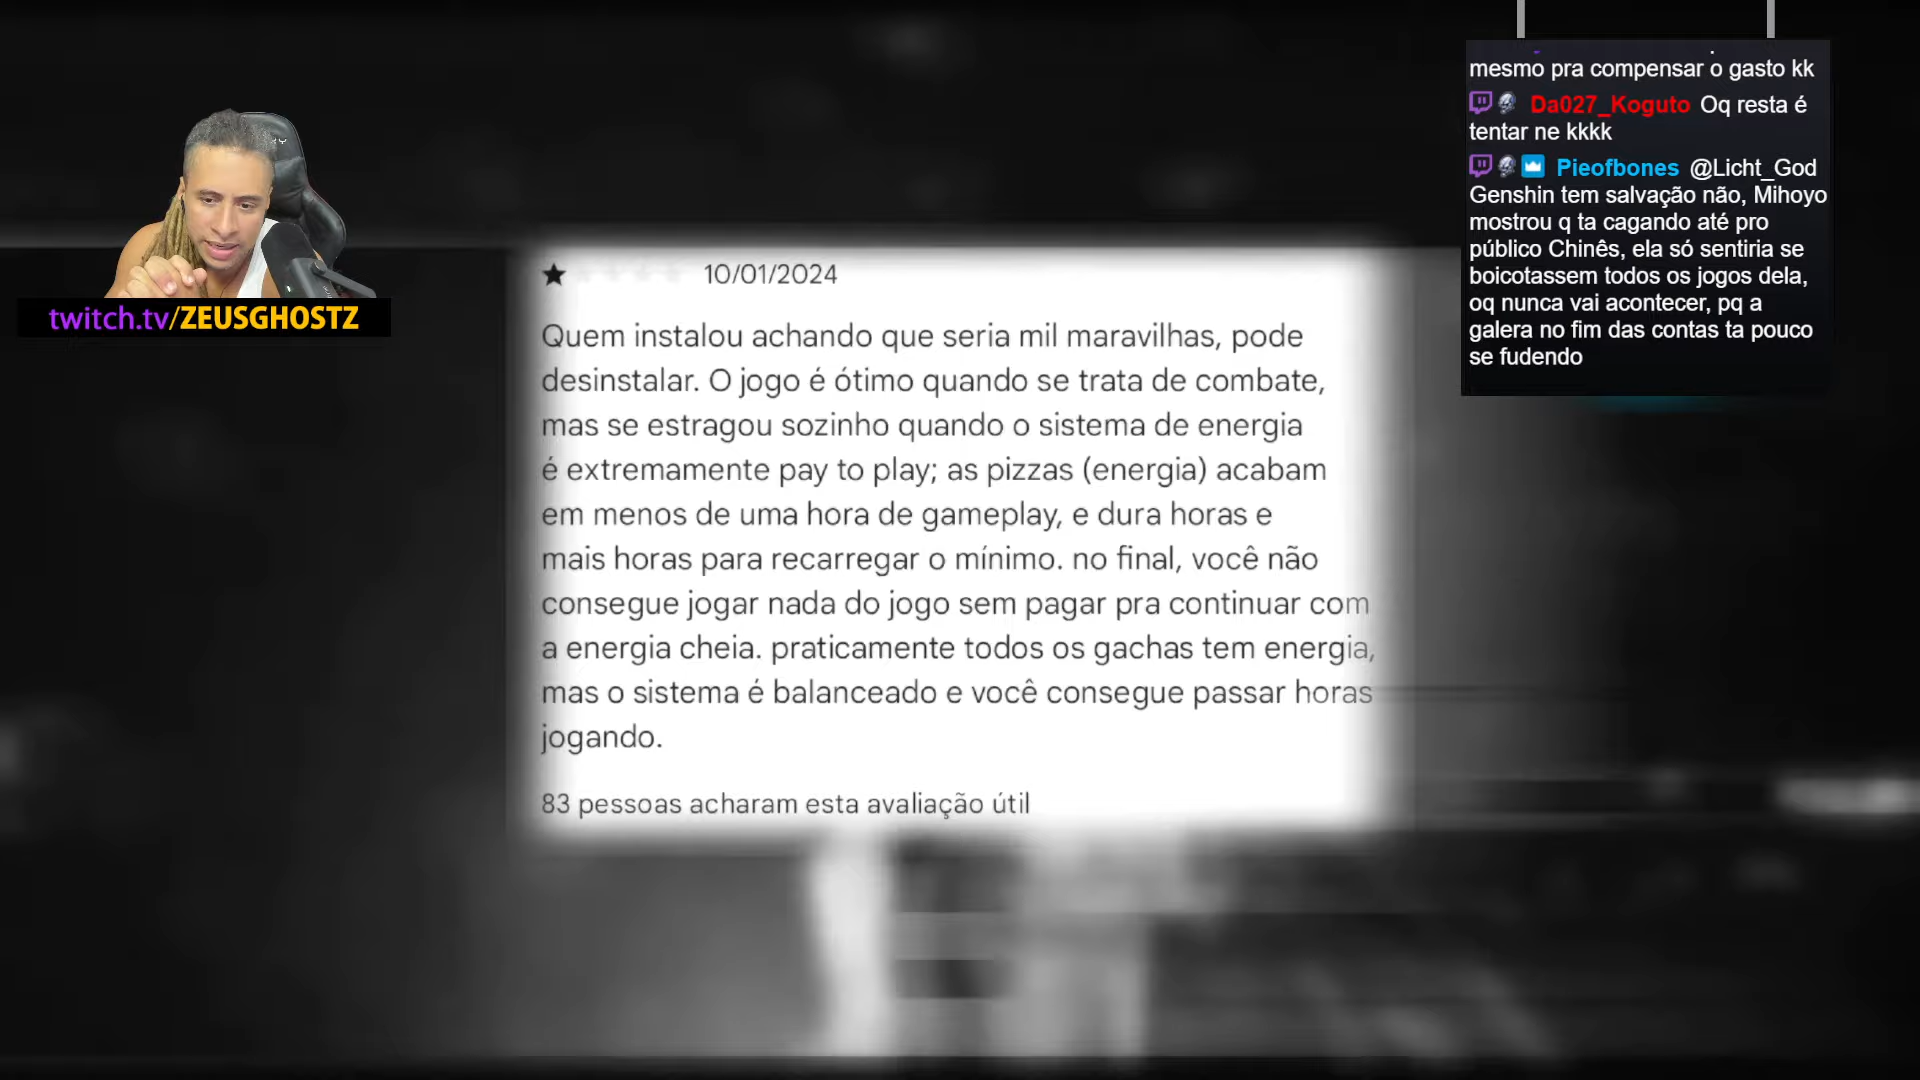 mesmo pra compensar o gasto kk
Da027_Koguto Oq resta é
tentar ne kkkk
Pieofbones @Licht_God
Genshin tem salvação não, Mihoyo
mostrou q ta cagando até pro
público Chinês, ela só sentiria se
boicotassem todos os jogos dela,
oq nunca vai acontecer, pq a
galera no fim das contas ta pouco
se fudendo
twitch.tv/ZEUSGHOSTZ
10/01/2024
Quem instalou achando que seria mil maravilhas, pode
desinstalar. O jogo é ótimo quando se trata de combate,
mas se estragou sozinho quando o sistema de energia
é extremamente pay to play; as pizzas (energia) acabam
em menos de uma hora de gameplay, e dura horas e
mais horas para recarregar o mínimo. no final, você não
consegue jogar nada do jogo sem pagar pra continuar com
a energia cheia. praticamente todos os gachas tem energia,
mas o sistema é balanceado e você consegue passar horas
jogando.
83 pessoas acharam esta avaliação útil